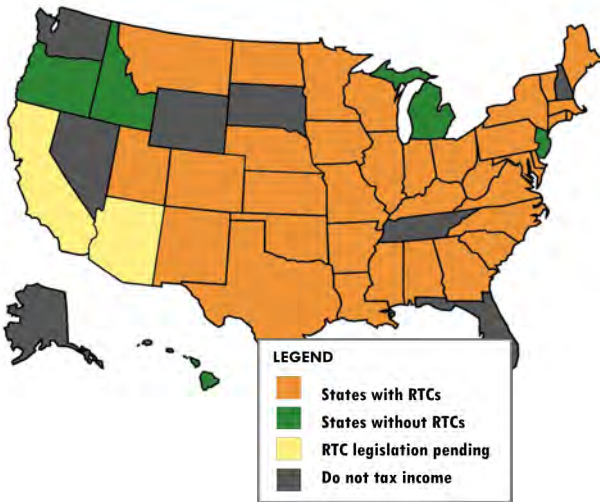 LEGEND
States with RTCs
States without RTCs
RTC legislation pending
Do not tax income